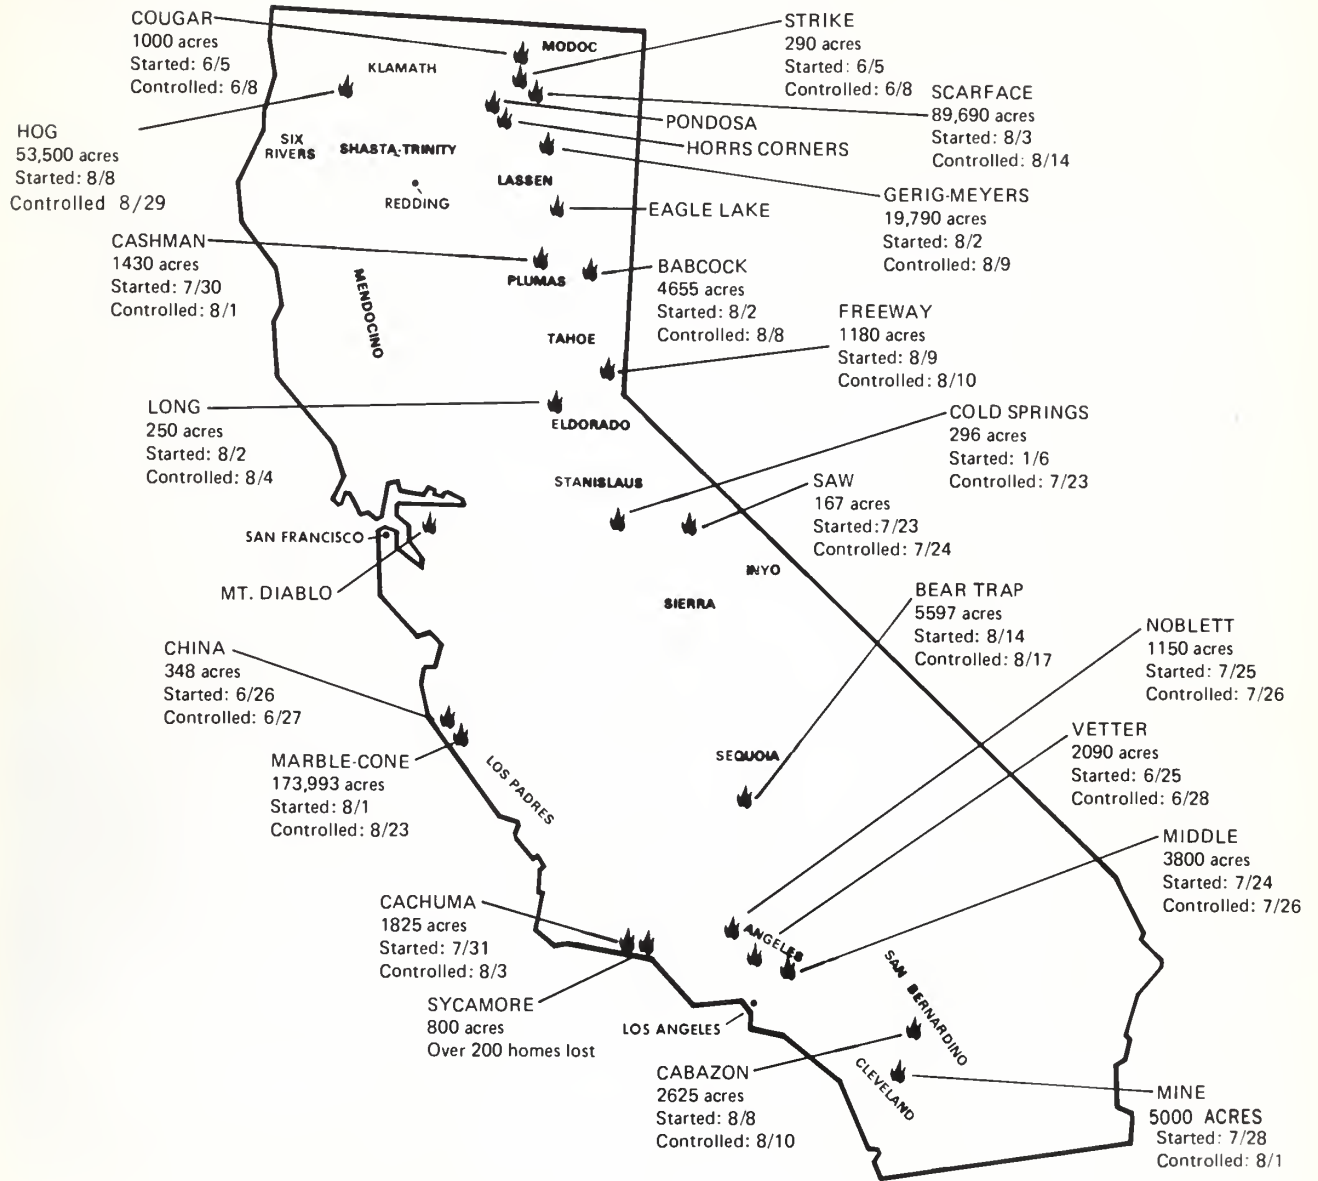 COUGAR
1000 acres
Started: 6/5
Controlled: 6/8
STRIKE
290 acres
Started: 6/5
Controlled: 6/8
MODOC
KLAMATH
SCARFACE
89,690 acres
Started: 8/3
Controlled: 8/14
PONDOSA
HORRS CORNERS
HOG
53,500 acres
Started: 8/8
Controlled 8/29
SIX
RIVERS
SHASTA-TRINITY
LASSEN
REDDING
EAGLE LAKE
GERIG-MEYERS
19,790 acres
Started: 8/2
Controlled: 8/9
CASHMAN
1430 acres
Started: 7/30
Controlled: 8/1
PLUMAS
BABCOCK
4655 acres
Started: 8/2
Controlled: 8/8
MENDOCINO
TAHOE
FREEWAY
1180 acres
Started: 8/9
Controlled: 8/10
LONG
250 acres
Started: 8/2
Controlled: 8/4
ELDORADO
COLD SPRINGS
296 acres
Started: 1/6
Controlled: 7/23
STANISLAUS
SAW
167 acres
Started:7/23
Controlled: 7/24
SAN FRANCISCO
MT. DIABLO
INYO
SIERRA
BEAR TRAP
5597 acres
Started: 8/14
Controlled: 8/17
NOBLETT
1150 acres
Started: 7/25
Controlled: 7/26
CHINA
348 acres
Started: 6/26
Controlled: 6/27
MARBLE-CONE
173,993 acres
Started: 8/1
Controlled: 8/23
LOS PADRES
SEQUOIA
VETTER
2090 acres
Started: 6/25
Controlled: 6/28
MIDDLE
3800 acres
Started: 7/24
Controlled: 7/26
CACHUMA
1825 acres
Started: 7/31
Controlled: 8/3
ANGELES
SAN BERNARDINO
SYCAMORE
800 acres
Over 200 homes lost
LOS ANGELES
CABAZON
2625 acres
Started: 8/8
Controlled: 8/10
CLEVELAND
MINE
5000 ACRES
Started: 7/28
Controlled: 8/1